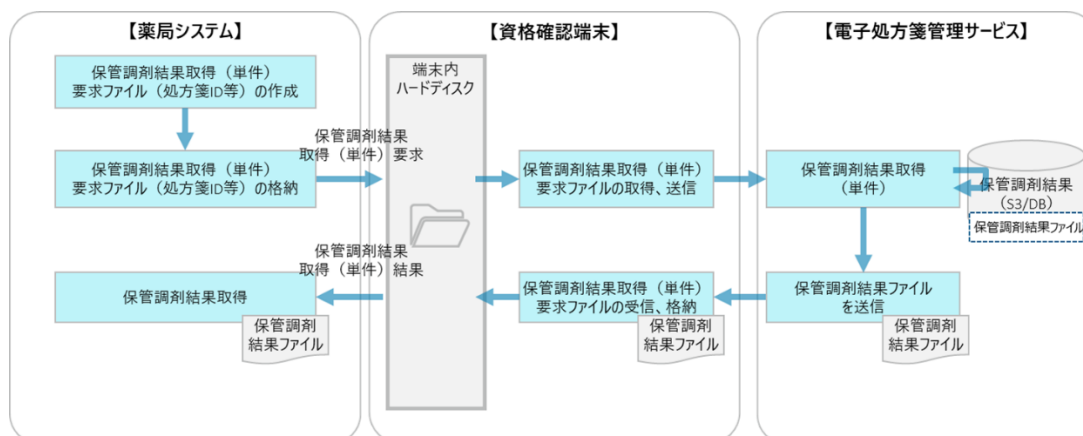 【薬局システム】
保管調剤結果取得（単件）
要求ファイル（処方箋ID等）の作成
保管調剤結果取得（単件）
要求ファイル（処方箋ID等）の格納
保管調剤結果
取得（単件）要求
保管調剤結果
取得（単件）結果
保管調剤結果取得
保管調剤
結果ファイル
【資格確認端末】
端末内
ハードディスク
保管調剤結果取得（単件）
要求ファイルの取得、送信
保管調剤結果取得（単件）
要求ファイルの受信、格納
保管調剤
結果ファイル
【電子処方箋管理サービス】
保管調剤結果取得
（単件）
保管調剤結果
（S3/DB）
保管調剤結果ファイル
保管調剤結果ファイル
を送信
保管調剤
結果ファイル